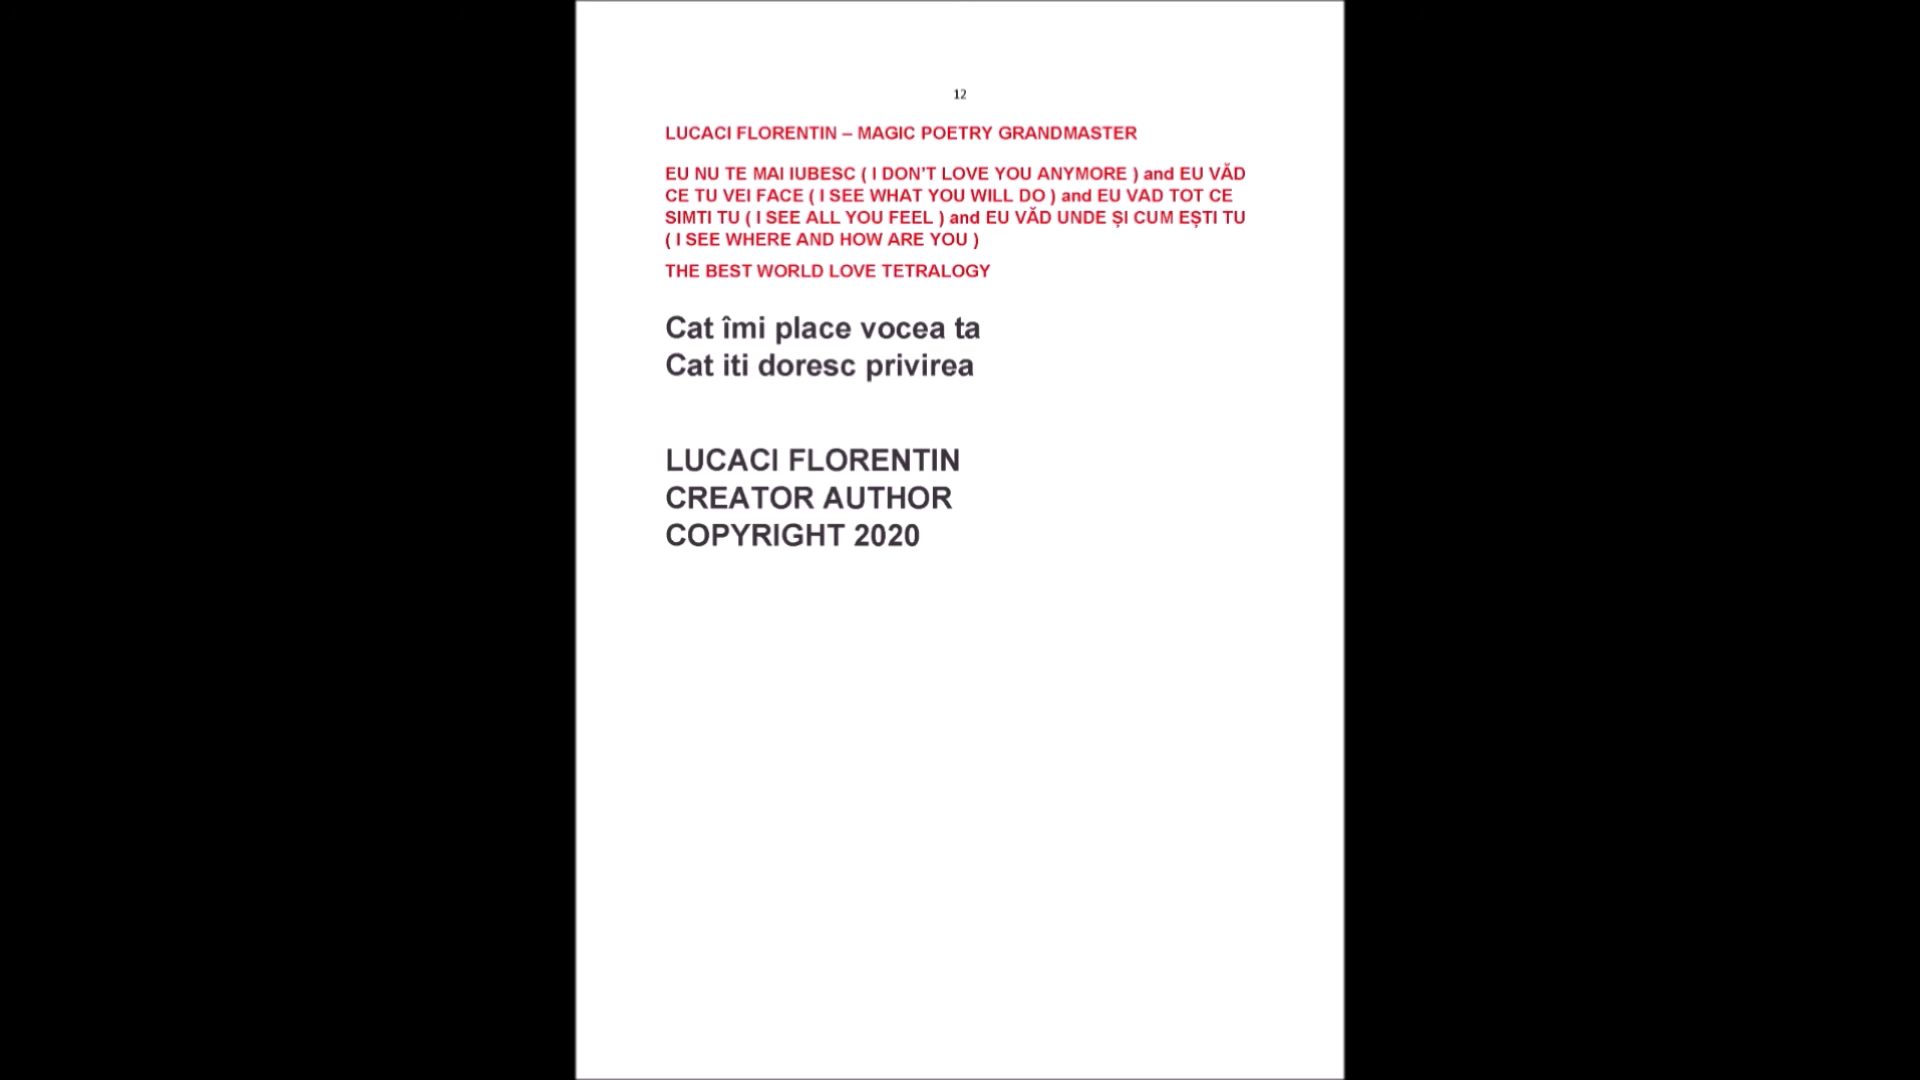 12
LUCACI FLORENTIN – MAGIC POETRY GRANDMASTER
EU NU TE MAI IUBESC ( I DON'T LOVE YOU ANYMORE ) and EU VĂD
CE TU VEI FACE ( I SEE WHAT YOU WILL DO ) and EU VAD TOT CE
SIMTI TU ( I SEE ALL YOU FEEL ) and EU VĂD UNDE ȘI CUM EȘTI TU
( I SEE WHERE AND HOW ARE YOU )
THE BEST WORLD LOVE TETRALOGY
Cat îmi place vocea ta
Cat iti doresc privirea
LUCACI FLORENTIN
CREATOR AUTHOR
COPYRIGHT 2020